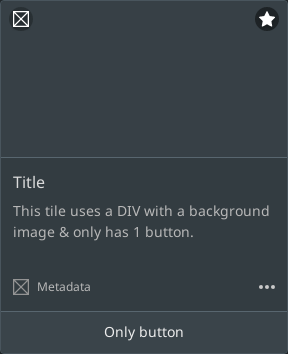 Title
This tile uses a DIV with a background
image & only has 1 button.
Metadata
Only button